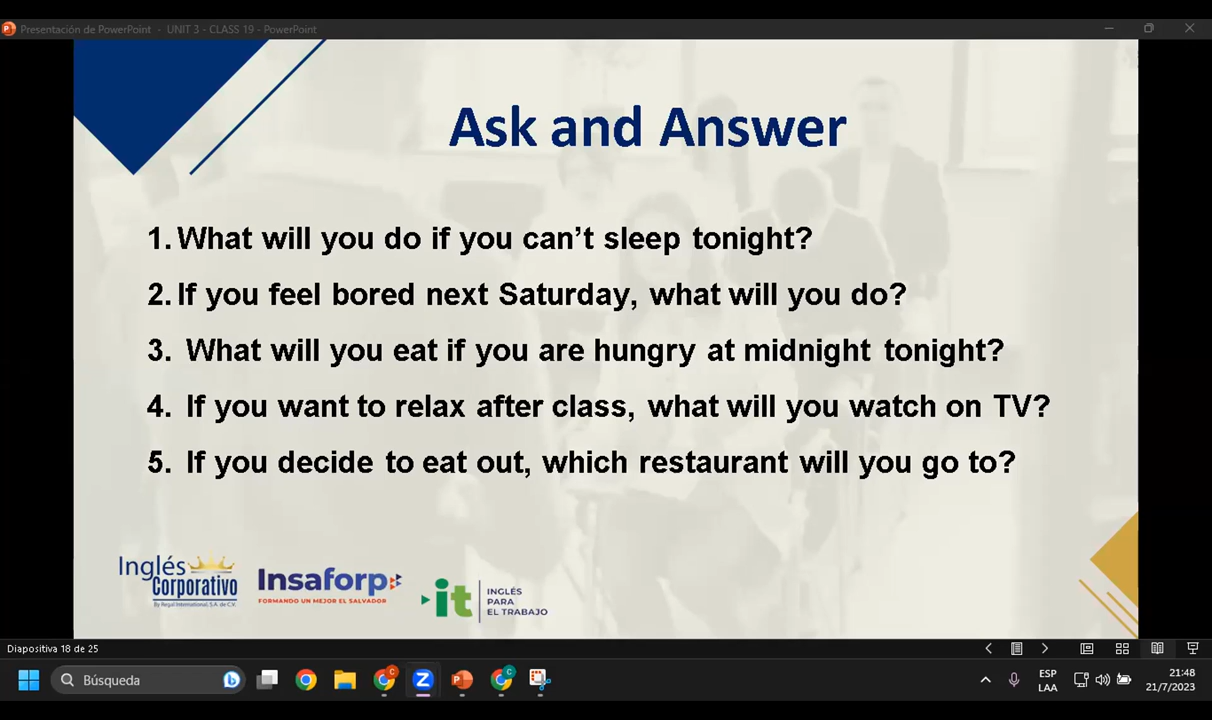 Presentación de PowerPoint - UNIT 3 - CLASS 19 - PowerPoint
Ask and Answer
1. What will you do if you can’t sleep tonight?
2. If you feel bored next Saturday, what will you do?
3. What will you eat if you are hungry at midnight tonight?
4. If you want to relax after class, what will you watch on TV?
5. If you decide to eat out, which restaurant will you go to?
Inglés
Corporativo
By Regal International, S.A. de C.V.
Insaforp
FORMANDO UN MEJOR EL SALVADOR
it
INGLÉS
PARA
EL TRABAJO
Diapositiva 18 de 25
Búsqueda
ESP
LAA
21:48
21/7/2023